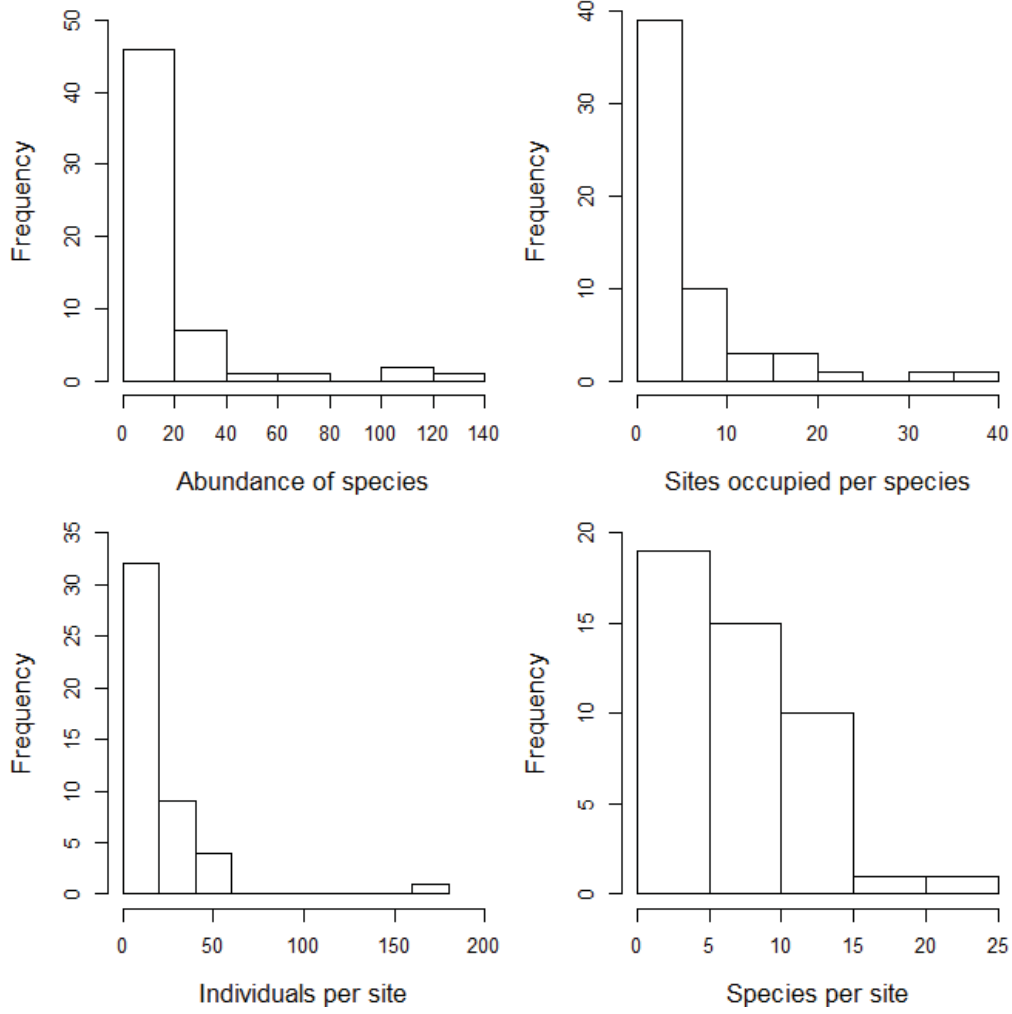 Frequency
50
40
30
20
10
0
0 20 40 60 80 100 120 140
Abundance of species
Frequency
40
30
20
10
0
0 10 20 30 40
Sites occupied per species
Frequency
35
30
25
20
15
10
5
0
0 50 100 150 200
Individuals per site
Frequency
20
15
10
5
0
0 5 10 15 20 25
Species per site